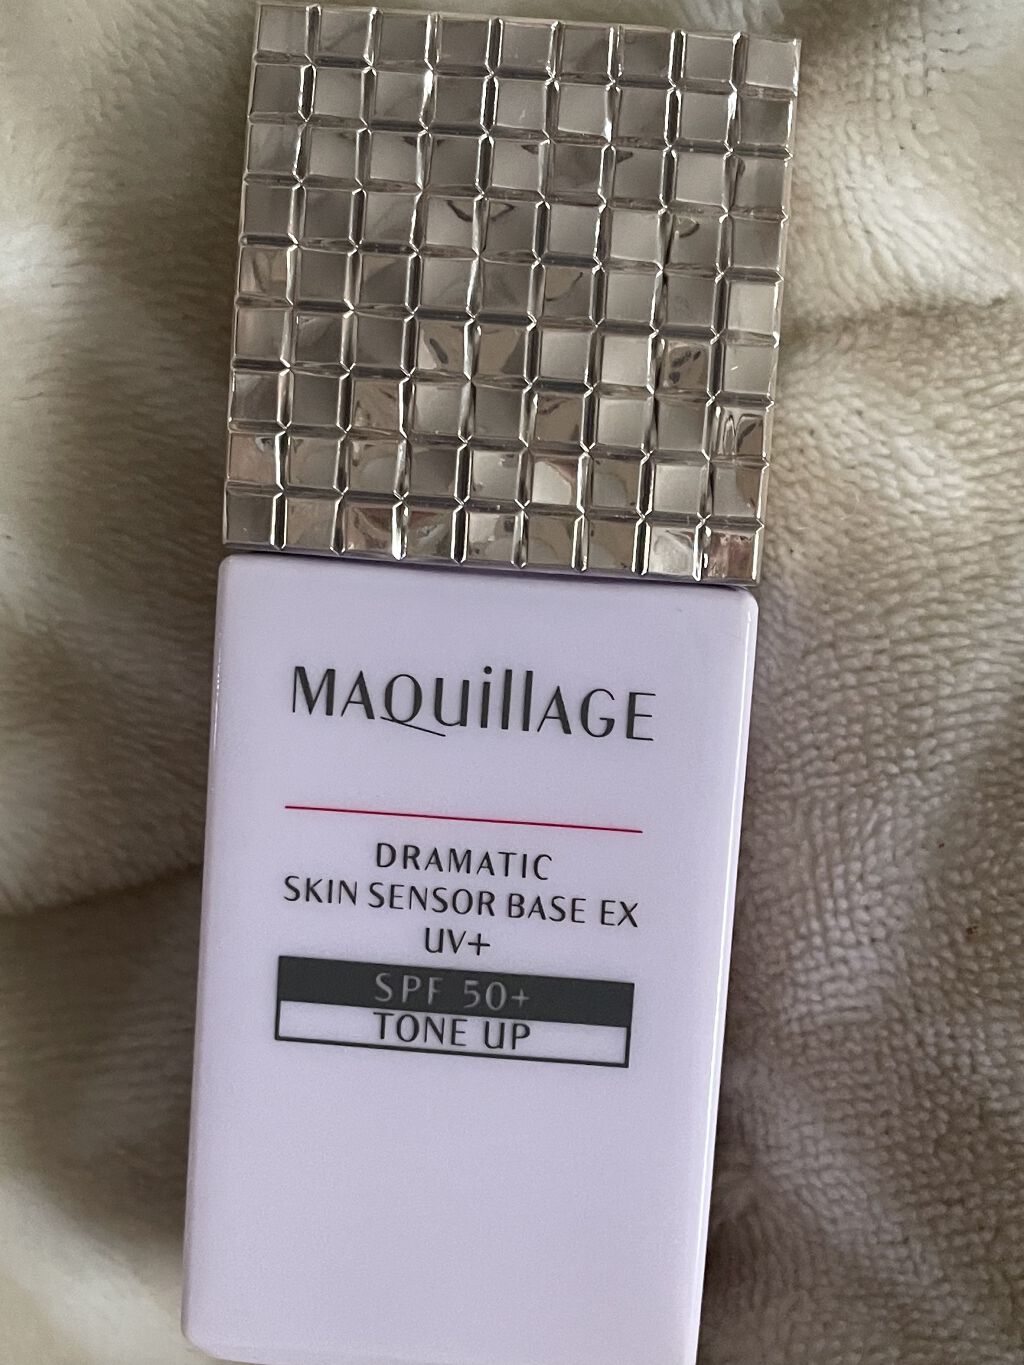 MAQuillAGE
DRAMATIC
SKIN SENSOR BASE EX
UV+
SPF 50+
TONE UP